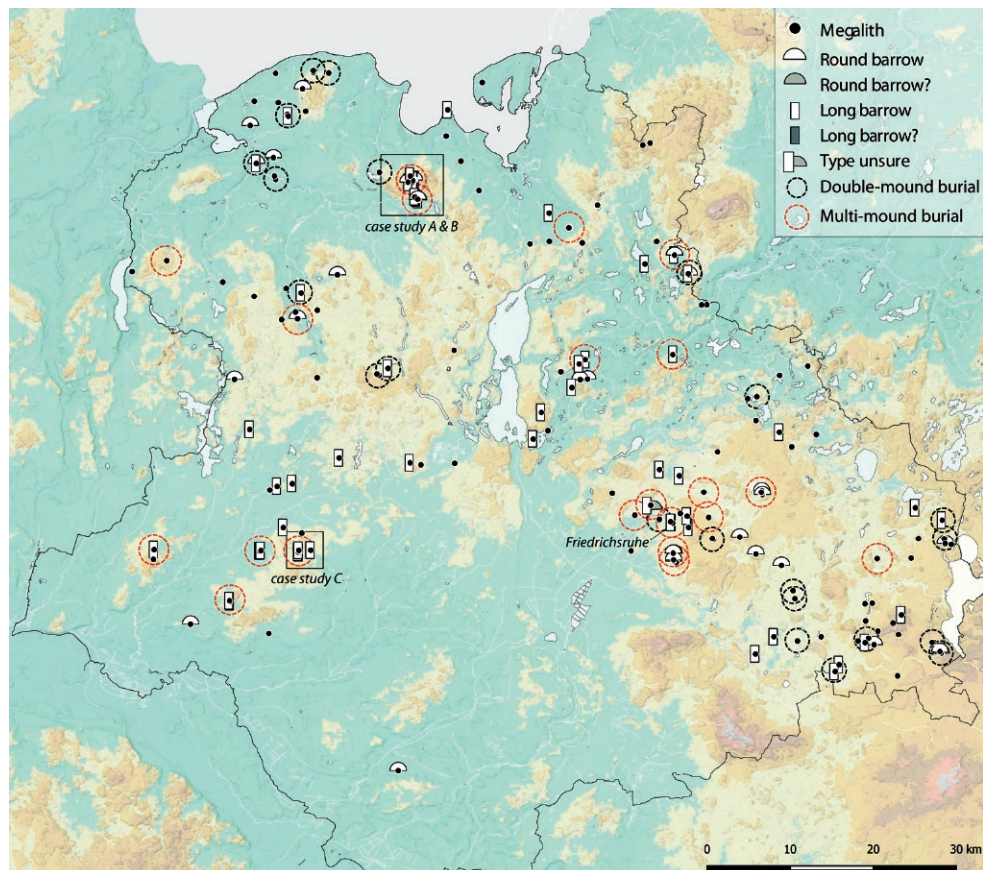 Megalith
Round barrow
Round barrow?
Long barrow
Long barrow?
Type unsure
Double-mound burial
Multi-mound burial
case study A & B
Friedrichsruhe
case study C
0 10 20 30 km